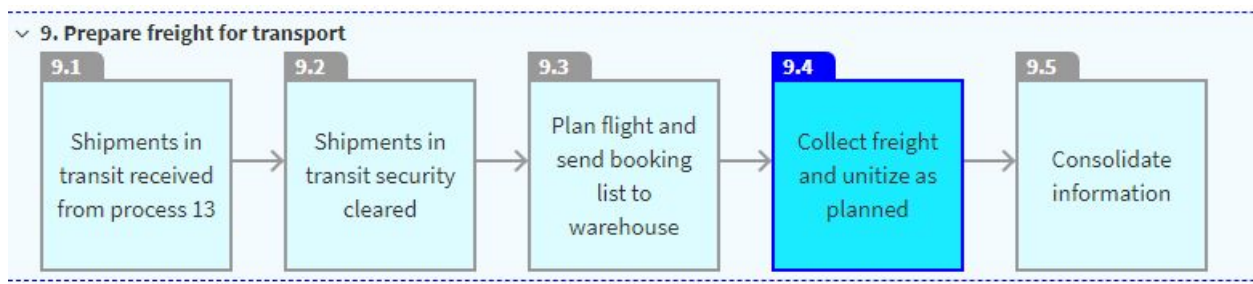 9. Prepare freight for transport
9.1
Shipments in
transit received
from process 13
9.2
Shipments in
transit security
cleared
9.3
Plan flight and
send booking
list to
warehouse
9.4
Collect freight
and unitize as
planned
9.5
Consolidate
information